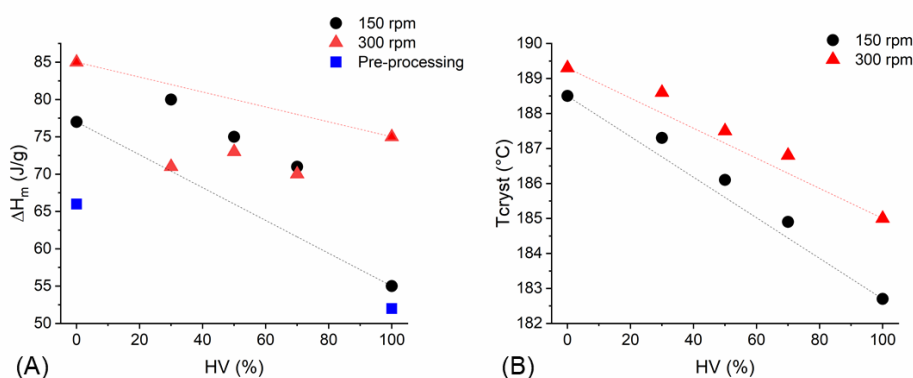 150 rpm
300 rpm
Pre-processing
85
80
75
70
65
60
55
50
ΔHm (J/g)
0 20 40 60 80 100
HV (%)
(A)
150 rpm
300 rpm
190
189
188
187
186
185
184
183
182
Tcryst (°C)
0 20 40 60 80 100
HV (%)
(B)